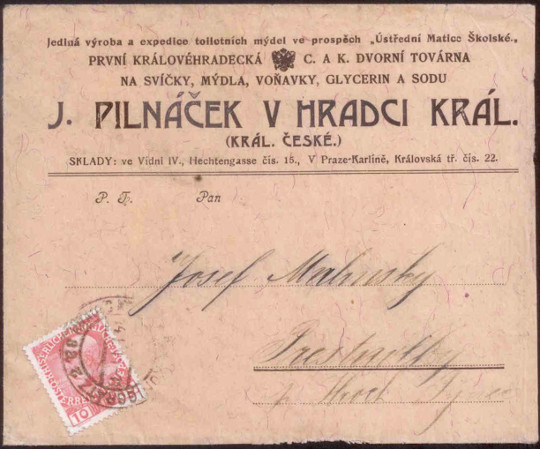 Jediná výroba a expedice toiletních mýdel ve prospěch „Ústřední Matice Školské.„
PRVNÍ KRÁLOVÉHRADECKÁ C. A K. DVORNÍ TOVÁRNA
NA SVÍČKY, MÝDLA, VOŇAVKY, GLYCERIN A SODU
J. PILNÁČEK V HRADCI KRÁL.
(KRÁL. ČESKÉ.)
SKLADY: ve Vídni IV., Hechtengasse čís. 15., V Praze-Karlíně, Královská tř. čís. 22.
P. T. Pan
Josef
10